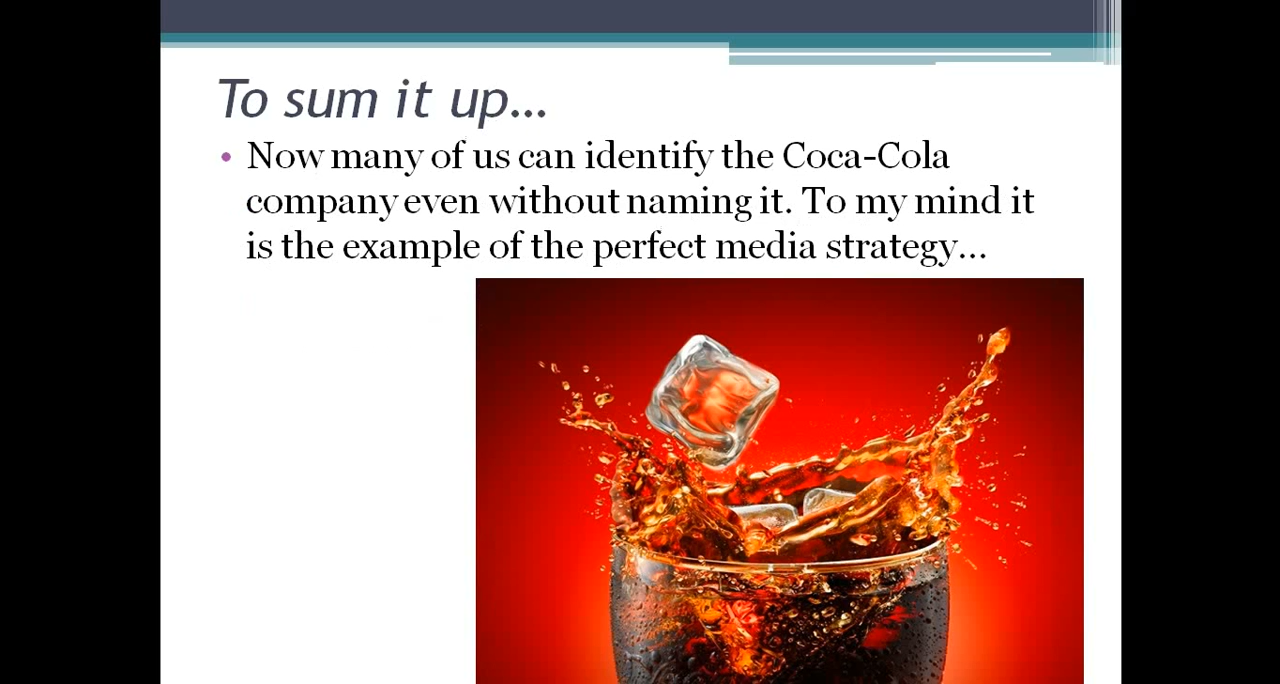 To sum it up...
• Now many of us can identify the Coca-Cola
company even without naming it. To my mind it
is the example of the perfect media strategy...